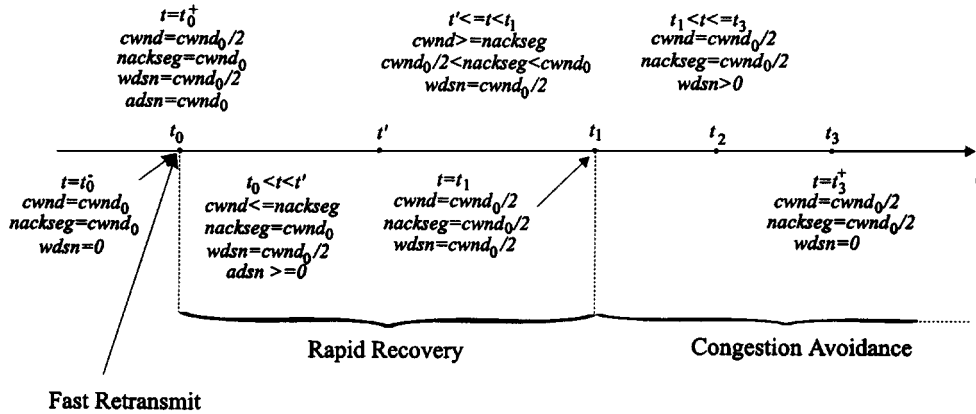 t=t₀⁺
cwnd=cwnd₀/2
nackseg=cwnd₀
wdsn=cwnd₀/2
adsn=cwnd₀
t'<=t<t₁
cwnd>=nackseg
cwnd₀/2<nackseg<cwnd₀
wdsn=cwnd₀/2
t₁<t<=t₃
cwnd=cwnd₀/2
nackseg=cwnd₀/2
wdsn>0
t₀
t'
t₁
t₂
t₃
t=t₀⁻
cwnd=cwnd₀
nackseg=cwnd₀
wdsn=0
t₀<t<t'
cwnd<=nackseg
nackseg=cwnd₀
wdsn=cwnd₀/2
adsn >=0
t=t₁
cwnd=cwnd₀/2
nackseg=cwnd₀/2
wdsn=cwnd₀/2
t=t₃⁺
cwnd=cwnd₀/2
nackseg=cwnd₀/2
wdsn=0
Rapid Recovery
Congestion Avoidance
Fast Retransmit